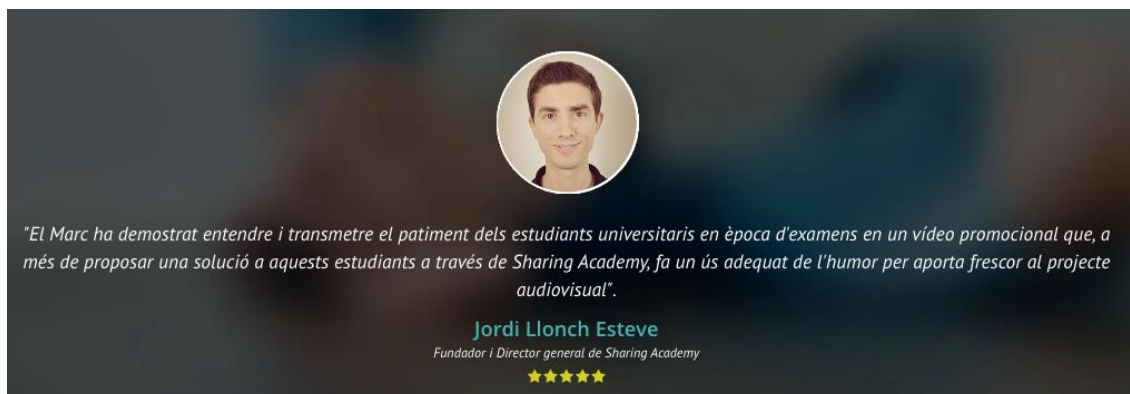 "El Marc ha demostrat entendre i transmetre el patiment dels estudiants universitaris en època d'examens en un vídeo promocional que, a
més de proposar una solució a aquests estudiants a través de Sharing Academy, fa un ús adequat de l'humor per aporta frescor al projecte
audiovisual".
Jordi Llonch Esteve
Fundador i Director general de Sharing Academy